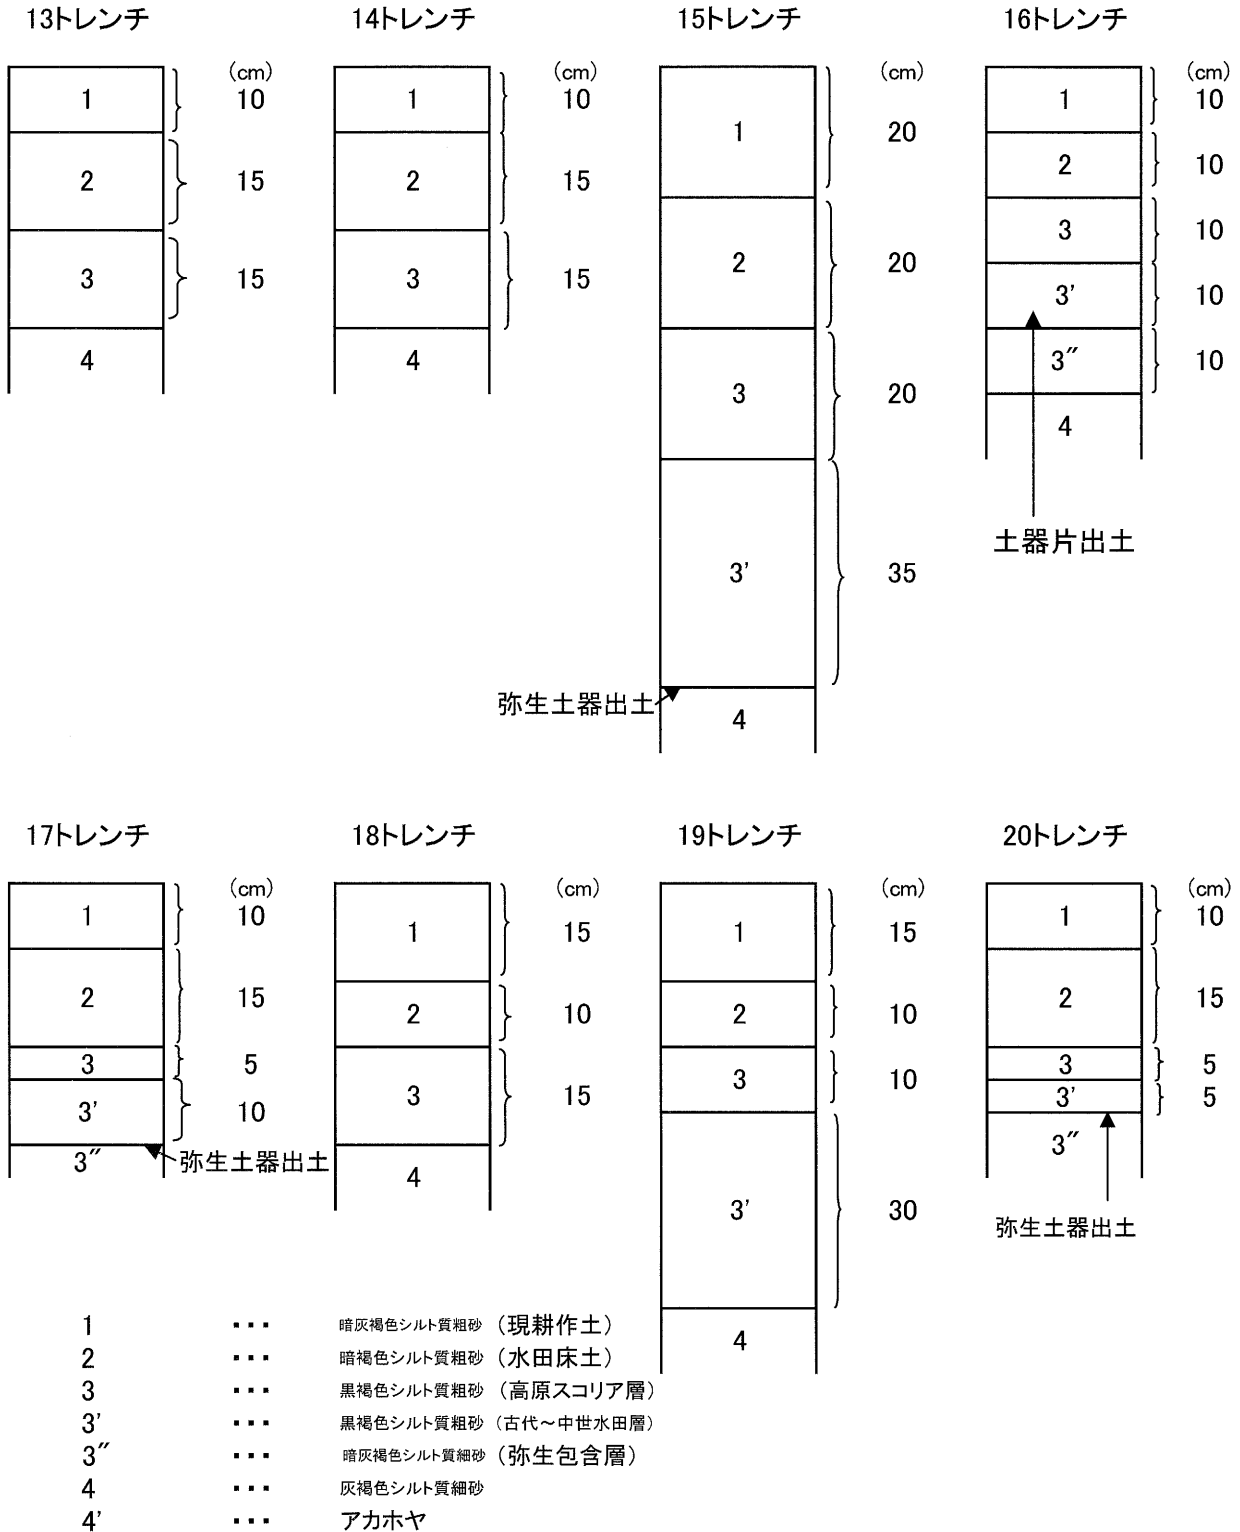 13トレンチ
14トレンチ
15トレンチ
16トレンチ
(cm)
(cm)
(cm)
(cm)
1
10
2
15
3
15
4
1
10
2
15
3
15
4
1
20
2
20
3
20
3'
35
弥生土器出土
4
1
10
2
10
3
10
3'
10
3″
10
4
土器片出土
17トレンチ
18トレンチ
19トレンチ
20トレンチ
(cm)
(cm)
(cm)
(cm)
1
10
2
15
3
5
3'
10
3″
弥生土器出土
1
15
2
10
3
15
4
1
15
2
10
3
10
3'
30
4
1
10
2
15
3
5
3'
5
3″
弥生土器出土
1 ･･･ 暗灰褐色シルト質粗砂 （現耕作土）
2 ･･･ 暗褐色シルト質粗砂 （水田床土）
3 ･･･ 黒褐色シルト質粗砂 （高原スコリア層）
3' ･･･ 黒褐色シルト質粗砂 （古代～中世水田層）
3″ ･･･ 暗灰褐色シルト質細砂 （弥生包含層）
4 ･･･ 灰褐色シルト質細砂
4' ･･･ アカホヤ